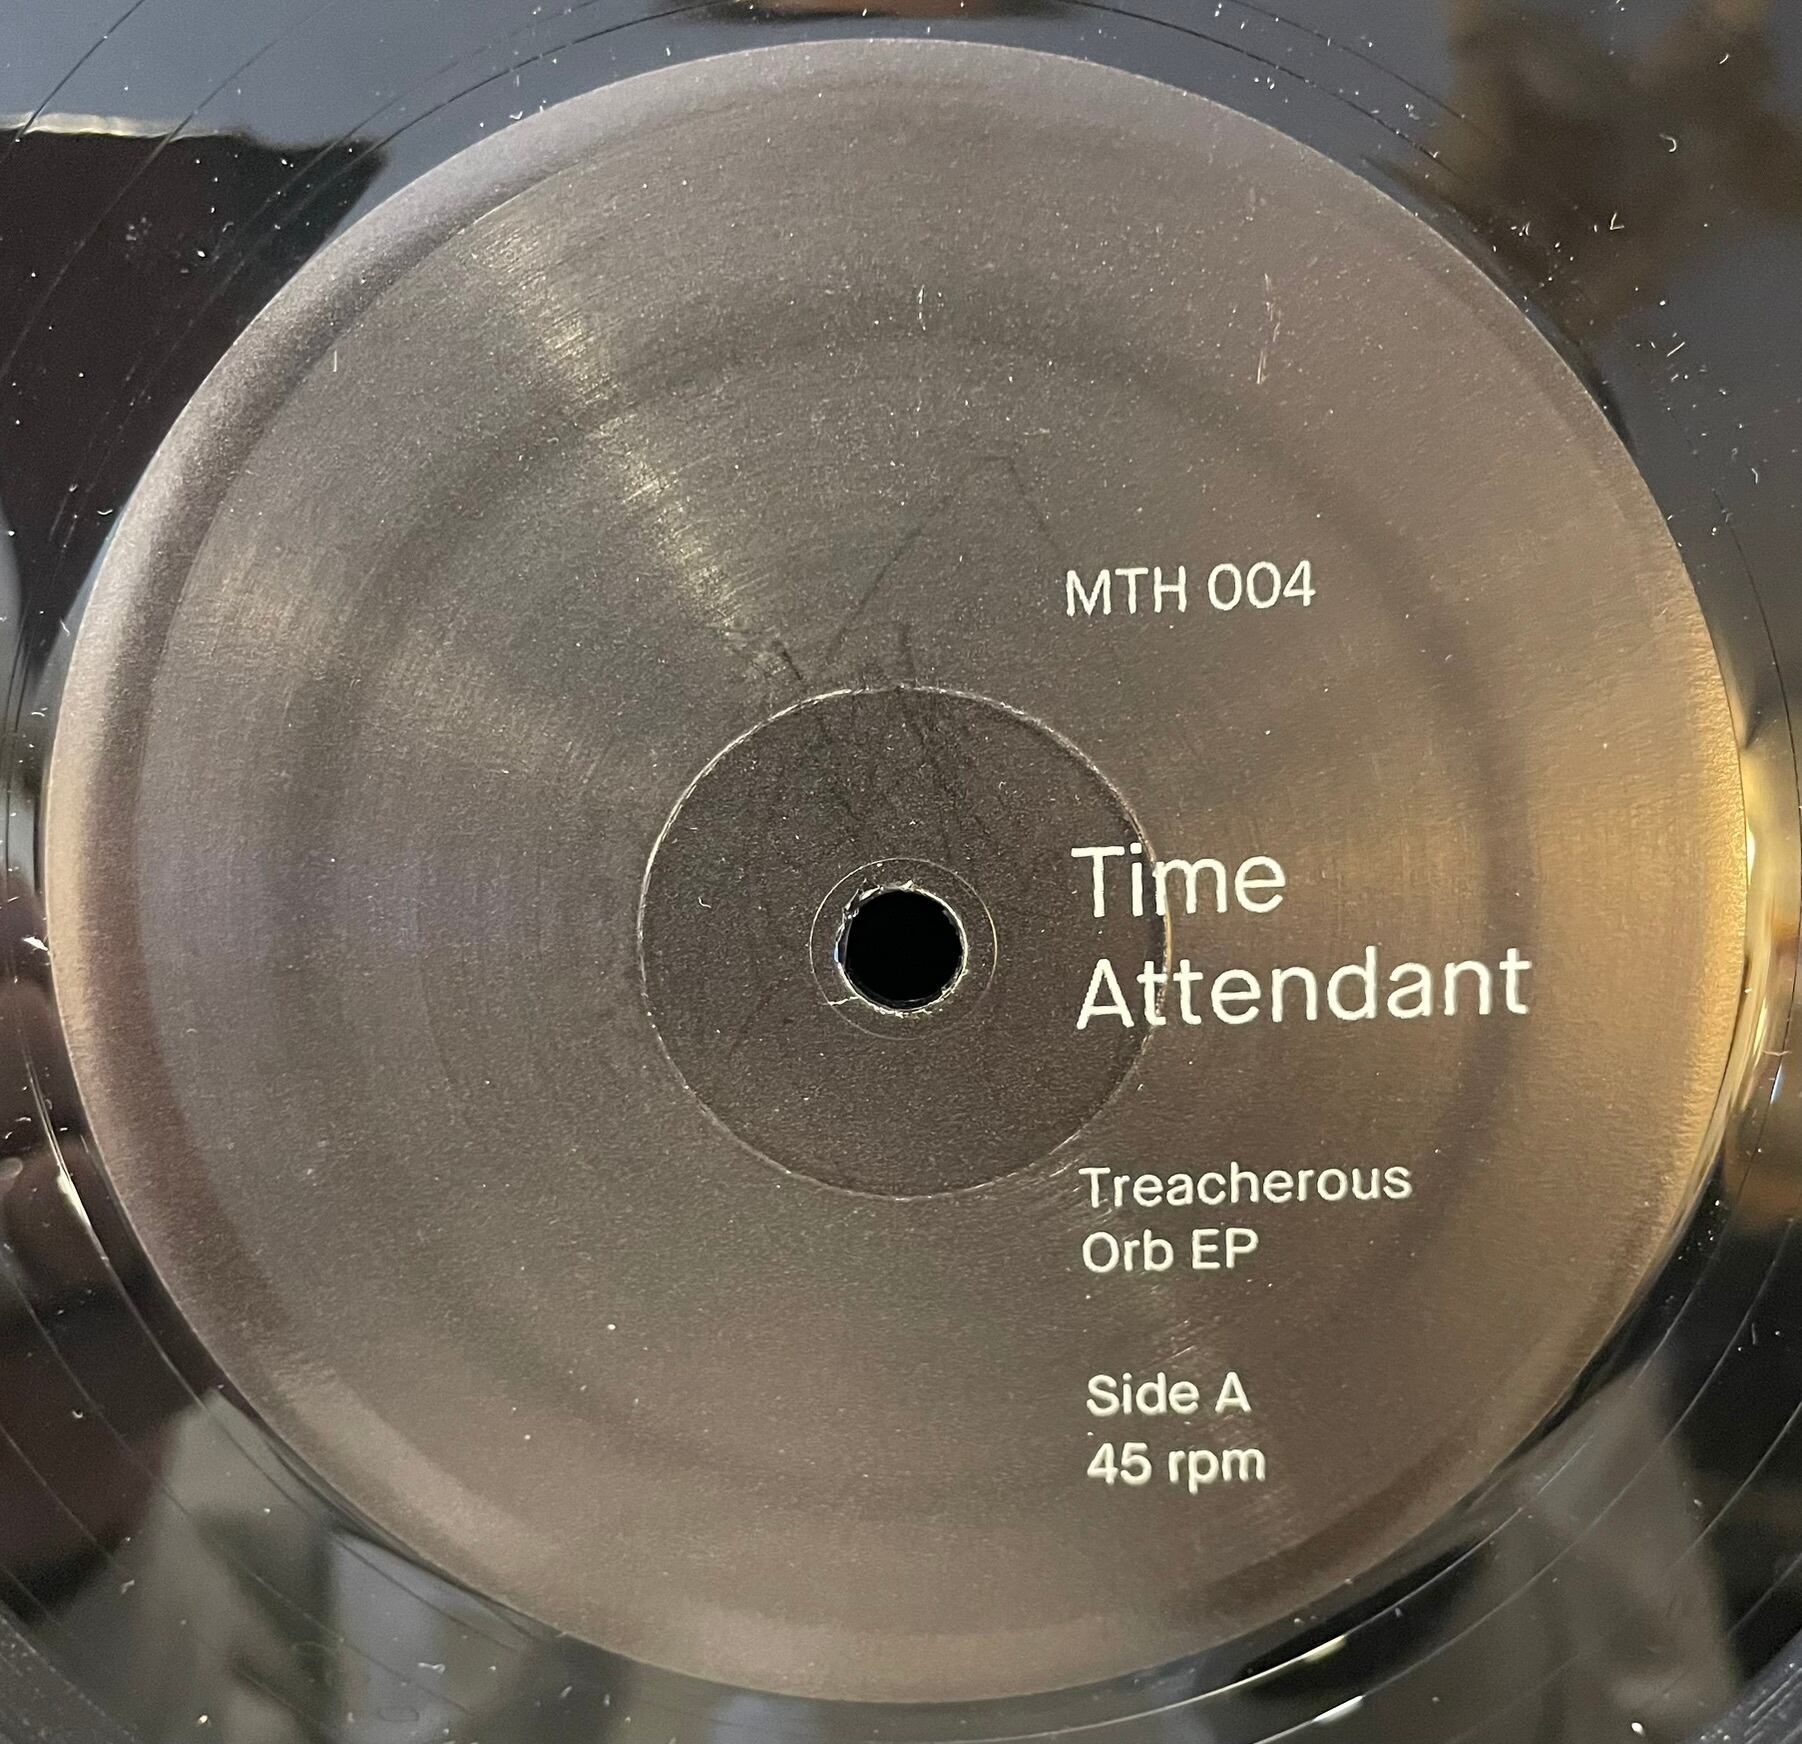 MTH 004
Time
Attendant
Treacherous
Orb EP
Side A
45 rpm